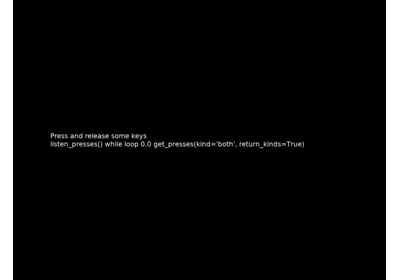 Press and release some keys
listen_presses() while loop 0.0 get_presses(kind='both', return_kinds=True)